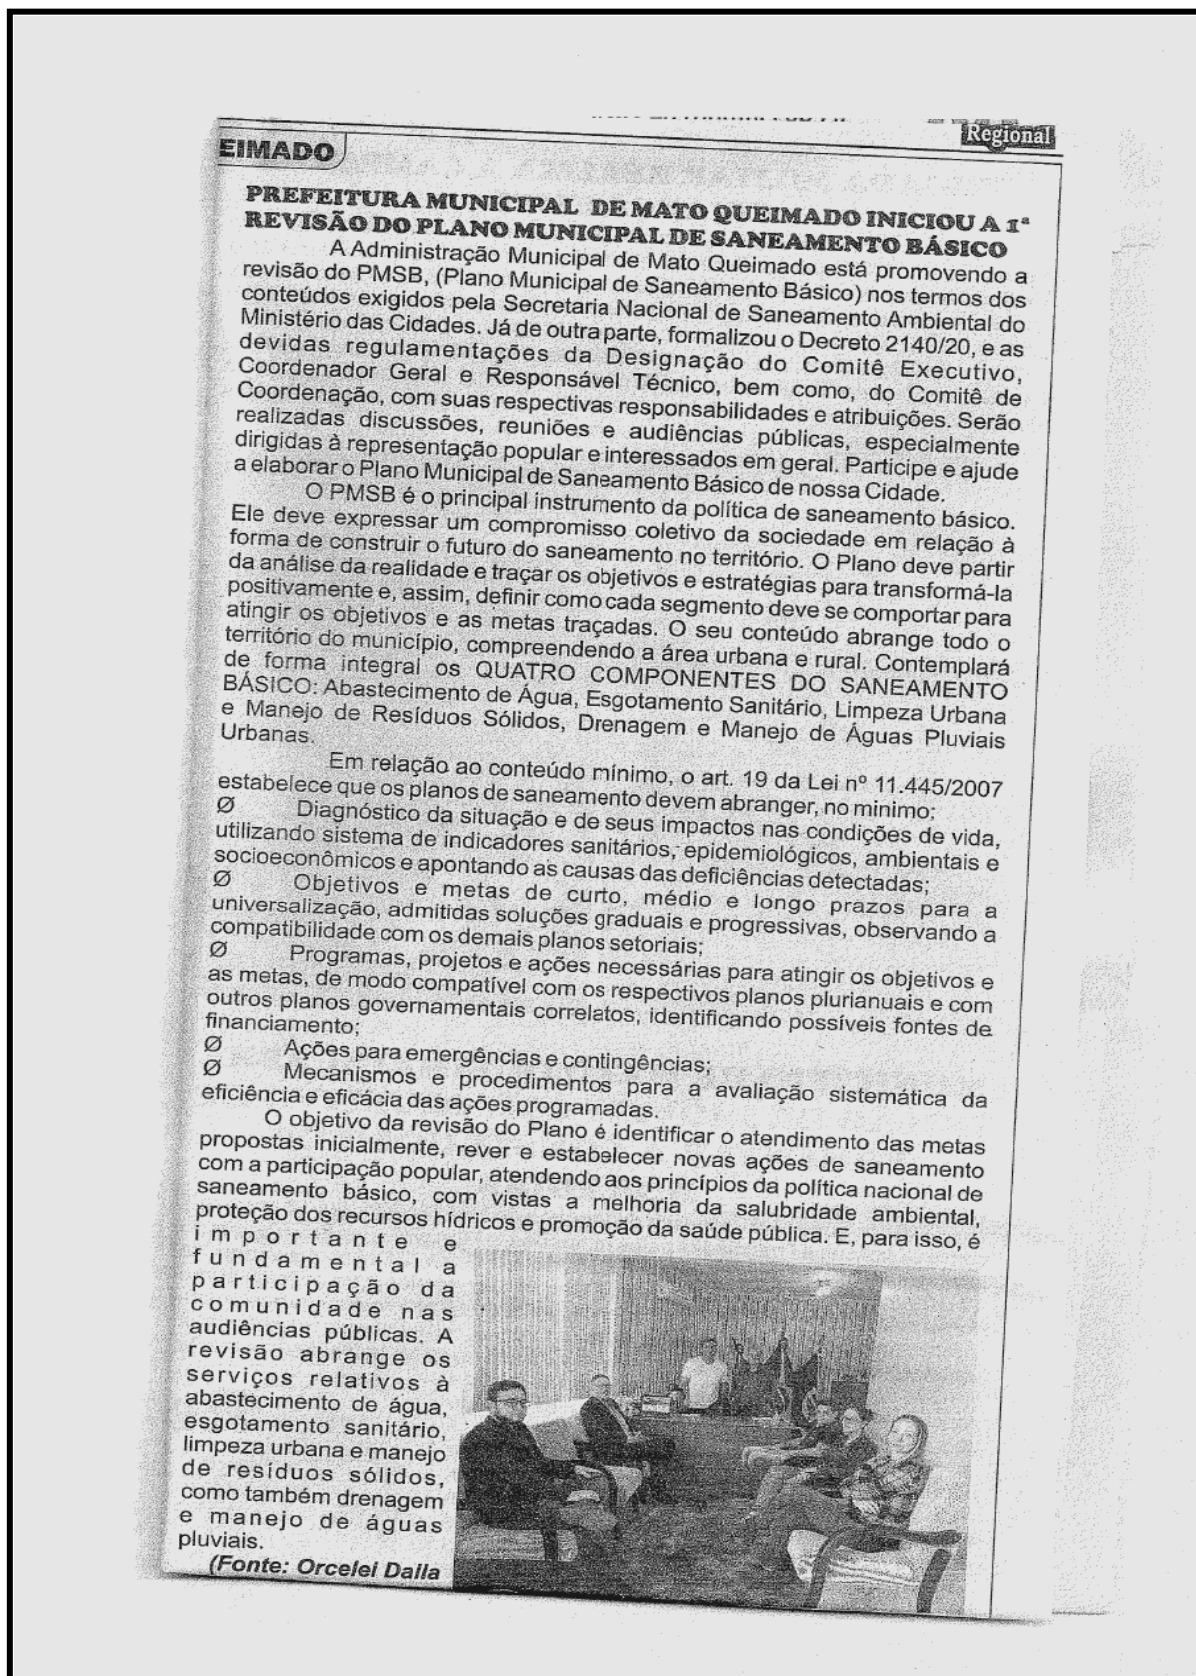 Regional
EIMADO
PREFEITURA MUNICIPAL DE MATO QUEIMADO INICIOU A 1ª
REVISÃO DO PLANO MUNICIPAL DE SANEAMENTO BÁSICO
A Administração Municipal de Mato Queimado está promovendo a
revisão do PMSB, (Plano Municipal de Saneamento Básico) nos termos dos
conteúdos exigidos pela Secretaria Nacional de Saneamento Ambiental do
Ministério das Cidades. Já de outra parte, formalizou o Decreto 2140/20, e as
devidas regulamentações da Designação do Comitê Executivo,
Coordenador Geral e Responsável Técnico, bem como, do Comitê de
Coordenação, com suas respectivas responsabilidades e atribuições. Serão
realizadas discussões, reuniões e audiências públicas, especialmente
dirigidas à representação popular e interessados em geral. Participe e ajude
a elaborar o Plano Municipal de Saneamento Básico de nossa Cidade.
O PMSB é o principal instrumento da política de saneamento básico.
Ele deve expressar um compromisso coletivo da sociedade em relação à
forma de construir o futuro do saneamento no território. O Plano deve partir
da análise da realidade e traçar os objetivos e estratégias para transformá-la
positivamente e, assim, definir como cada segmento deve se comportar para
atingir os objetivos e as metas traçadas. O seu conteúdo abrange todo o
território do município, compreendendo a área urbana e rural. Contemplará
de forma integral os QUATRO COMPONENTES DO SANEAMENTO
BÁSICO: Abastecimento de Água, Esgotamento Sanitário, Limpeza Urbana
e Manejo de Resíduos Sólidos, Drenagem e Manejo de Águas Pluviais
Urbanas.
Em relação ao conteúdo mínimo, o art. 19 da Lei nº 11.445/2007
estabelece que os planos de saneamento devem abranger, no minimo;
Ø Diagnóstico da situação e de seus impactos nas condições de vida,
utilizando sistema de indicadores sanitários, epidemiológicos, ambientais e
socioeconômicos e apontando as causas das deficiências detectadas;
Ø Objetivos e metas de curto, médio e longo prazos para a
universalização, admitidas soluções graduais e progressivas, observando a
compatibilidade com os demais planos setoriais;
Ø Programas, projetos e ações necessárias para atingir os objetivos e
as metas, de modo compatível com os respectivos planos plurianuais e com
outros planos governamentais correlatos, identificando possíveis fontes de
financiamento;
Ø Ações para emergências e contingências;
Ø Mecanismos e procedimentos para a avaliação sistemática da
eficiência e eficácia das ações programadas.
O objetivo da revisão do Plano é identificar o atendimento das metas
propostas inicialmente, rever e estabelecer novas ações de saneamento
com a participação popular, atendendo aos princípios da política nacional de
saneamento básico, com vistas a melhoria da salubridade ambiental,
proteção dos recursos hídricos e promoção da saúde pública. E, para isso, é
importante e
fundamental a
participação da
comunidade nas
audiências públicas. A
revisão abrange os
serviços relativos à
abastecimento de água,
esgotamento sanitário,
limpeza urbana e manejo
de resíduos sólidos,
como também drenagem
e manejo de águas
pluviais.
(Fonte: Orcelei Dalla